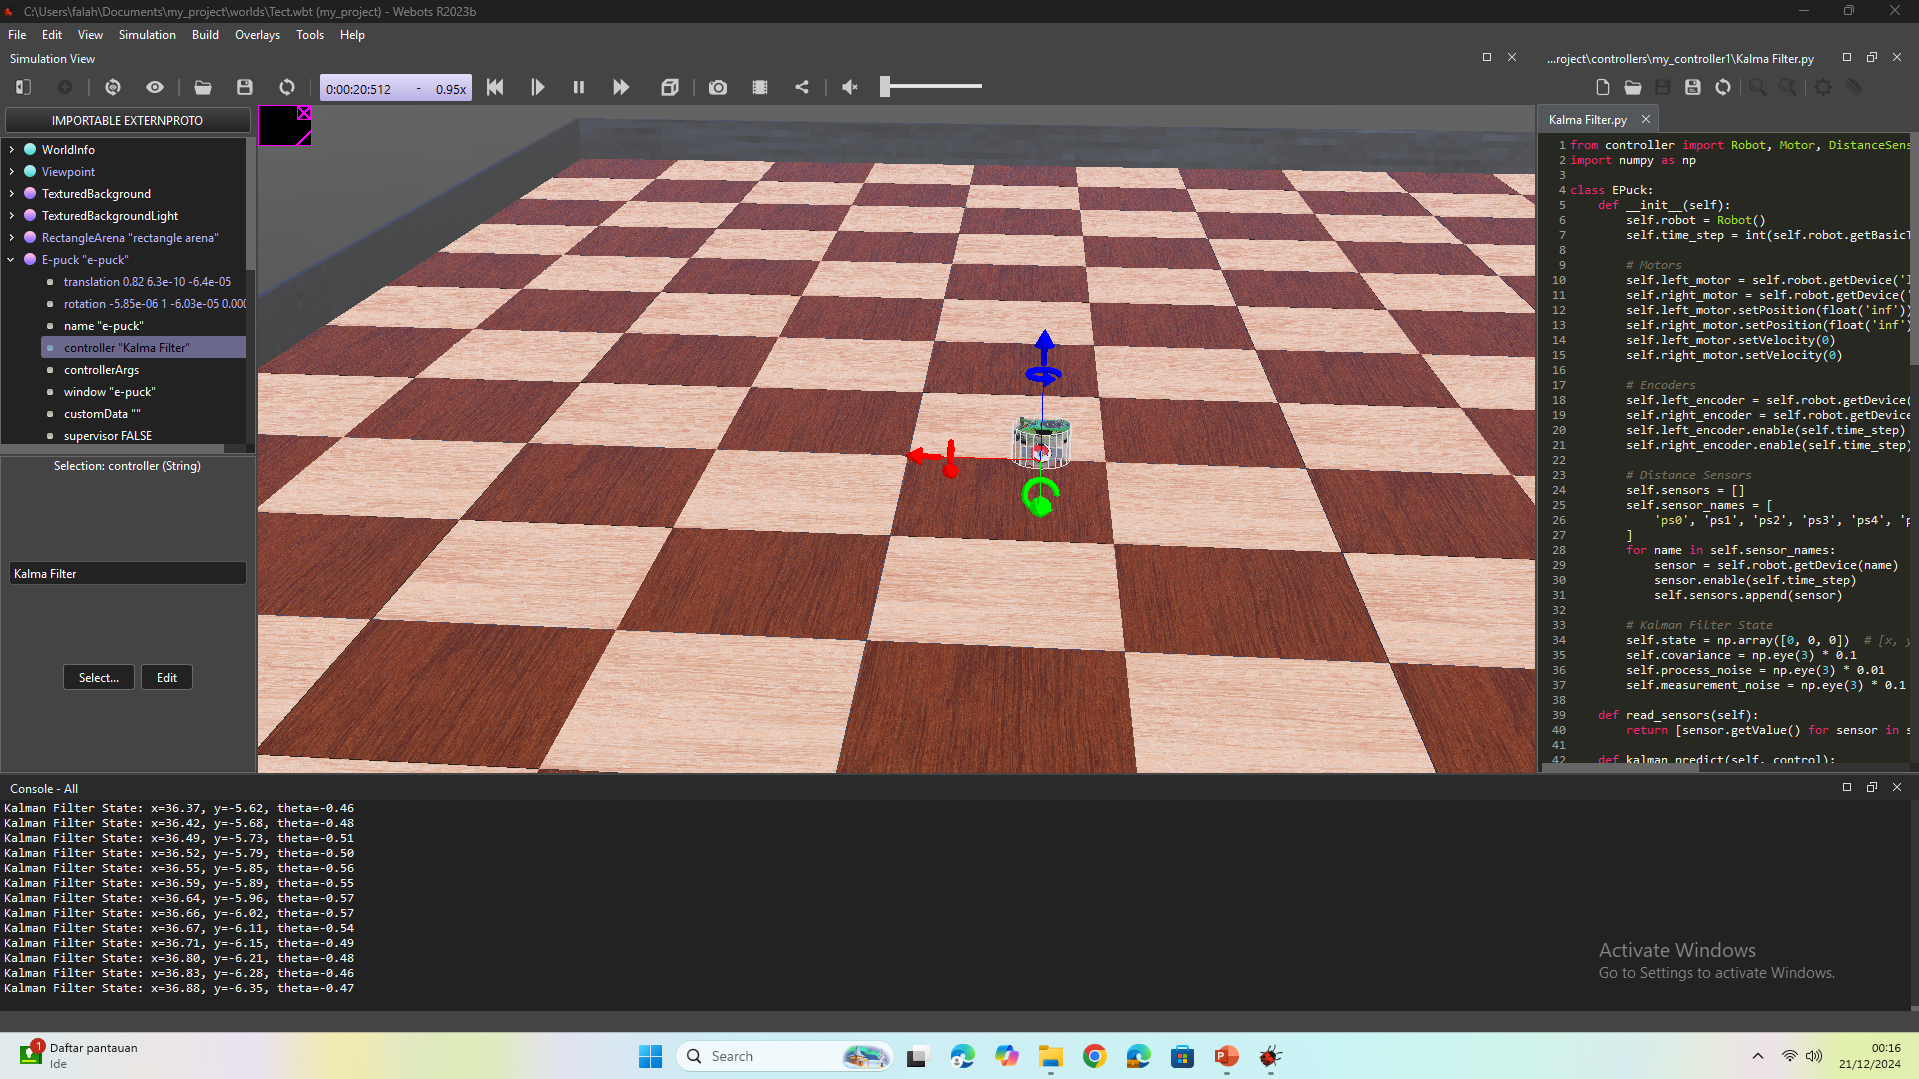 C:\Users\falah\Documents\my_project\worlds\Tect.wbt (my_project) - Webots R2023b
File Edit View Simulation Build Overlays Tools Help
Simulation View
...roject\controllers\my_controller1\Kalma Filter.py
0:00:20:512 - 0.95x
IMPORTABLE EXTERNPROTO
WorldInfo
Viewpoint
TexturedBackground
TexturedBackgroundLight
RectangleArena "rectangle arena"
E-puck "e-puck"
translation 0.82 6.3e-10 -6.4e-05
rotation -5.85e-06 1 -6.03e-05 0.000
name "e-puck"
controller "Kalma Filter"
controllerArgs
window "e-puck"
customData ""
supervisor FALSE
Selection: controller (String)
Kalma Filter
Select... Edit
Kalma Filter.py
1 from controller import Robot, Motor, DistanceSens
2 import numpy as np
3
4 class EPuck:
5 def __init__(self):
6 self.robot = Robot()
7 self.time_step = int(self.robot.getBasicT
8
9 # Motors
10 self.left_motor = self.robot.getDevice('l
11 self.right_motor = self.robot.getDevice('
12 self.left_motor.setPosition(float('inf'))
13 self.right_motor.setPosition(float('inf')
14 self.left_motor.setVelocity(0)
15 self.right_motor.setVelocity(0)
16
17 # Encoders
18 self.left_encoder = self.robot.getDevice(
19 self.right_encoder = self.robot.getDevice
20 self.left_encoder.enable(self.time_step)
21 self.right_encoder.enable(self.time_step)
22
23 # Distance Sensors
24 self.sensors = []
25 self.sensor_names = [
26 'ps0', 'ps1', 'ps2', 'ps3', 'ps4', 'p
27 ]
28 for name in self.sensor_names:
29 sensor = self.robot.getDevice(name)
30 sensor.enable(self.time_step)
31 self.sensors.append(sensor)
32
33 # Kalman Filter State
34 self.state = np.array([0, 0, 0]) # [x, y
35 self.covariance = np.eye(3) * 0.1
36 self.process_noise = np.eye(3) * 0.01
37 self.measurement_noise = np.eye(3) * 0.1
38
39 def read_sensors(self):
40 return [sensor.getValue() for sensor in s
41
42 def kalman_predict(self, control):
Console - All
Kalman Filter State: x=36.37, y=-5.62, theta=-0.46
Kalman Filter State: x=36.42, y=-5.68, theta=-0.48
Kalman Filter State: x=36.49, y=-5.73, theta=-0.51
Kalman Filter State: x=36.52, y=-5.79, theta=-0.50
Kalman Filter State: x=36.55, y=-5.85, theta=-0.56
Kalman Filter State: x=36.59, y=-5.89, theta=-0.55
Kalman Filter State: x=36.64, y=-5.96, theta=-0.57
Kalman Filter State: x=36.66, y=-6.02, theta=-0.57
Kalman Filter State: x=36.67, y=-6.11, theta=-0.54
Kalman Filter State: x=36.71, y=-6.15, theta=-0.49
Kalman Filter State: x=36.80, y=-6.21, theta=-0.48
Kalman Filter State: x=36.83, y=-6.28, theta=-0.46
Kalman Filter State: x=36.88, y=-6.35, theta=-0.47
Activate Windows
Go to Settings to activate Windows.
1
Daftar pantauan
Ide
Search
00:16
21/12/2024